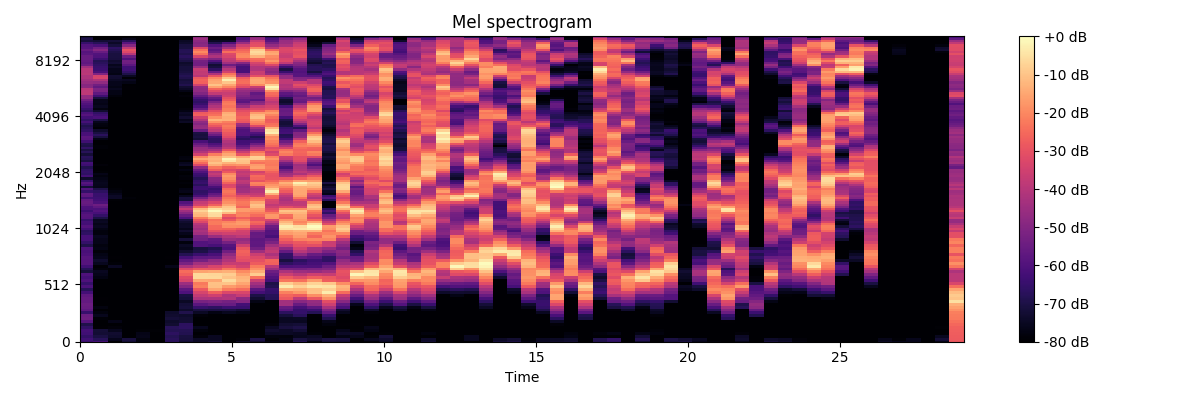 Mel spectrogram
8192
4096
2048
1024
512
0
Hz
0 5 10 15 20 25
Time
+0 dB
-10 dB
-20 dB
-30 dB
-40 dB
-50 dB
-60 dB
-70 dB
-80 dB